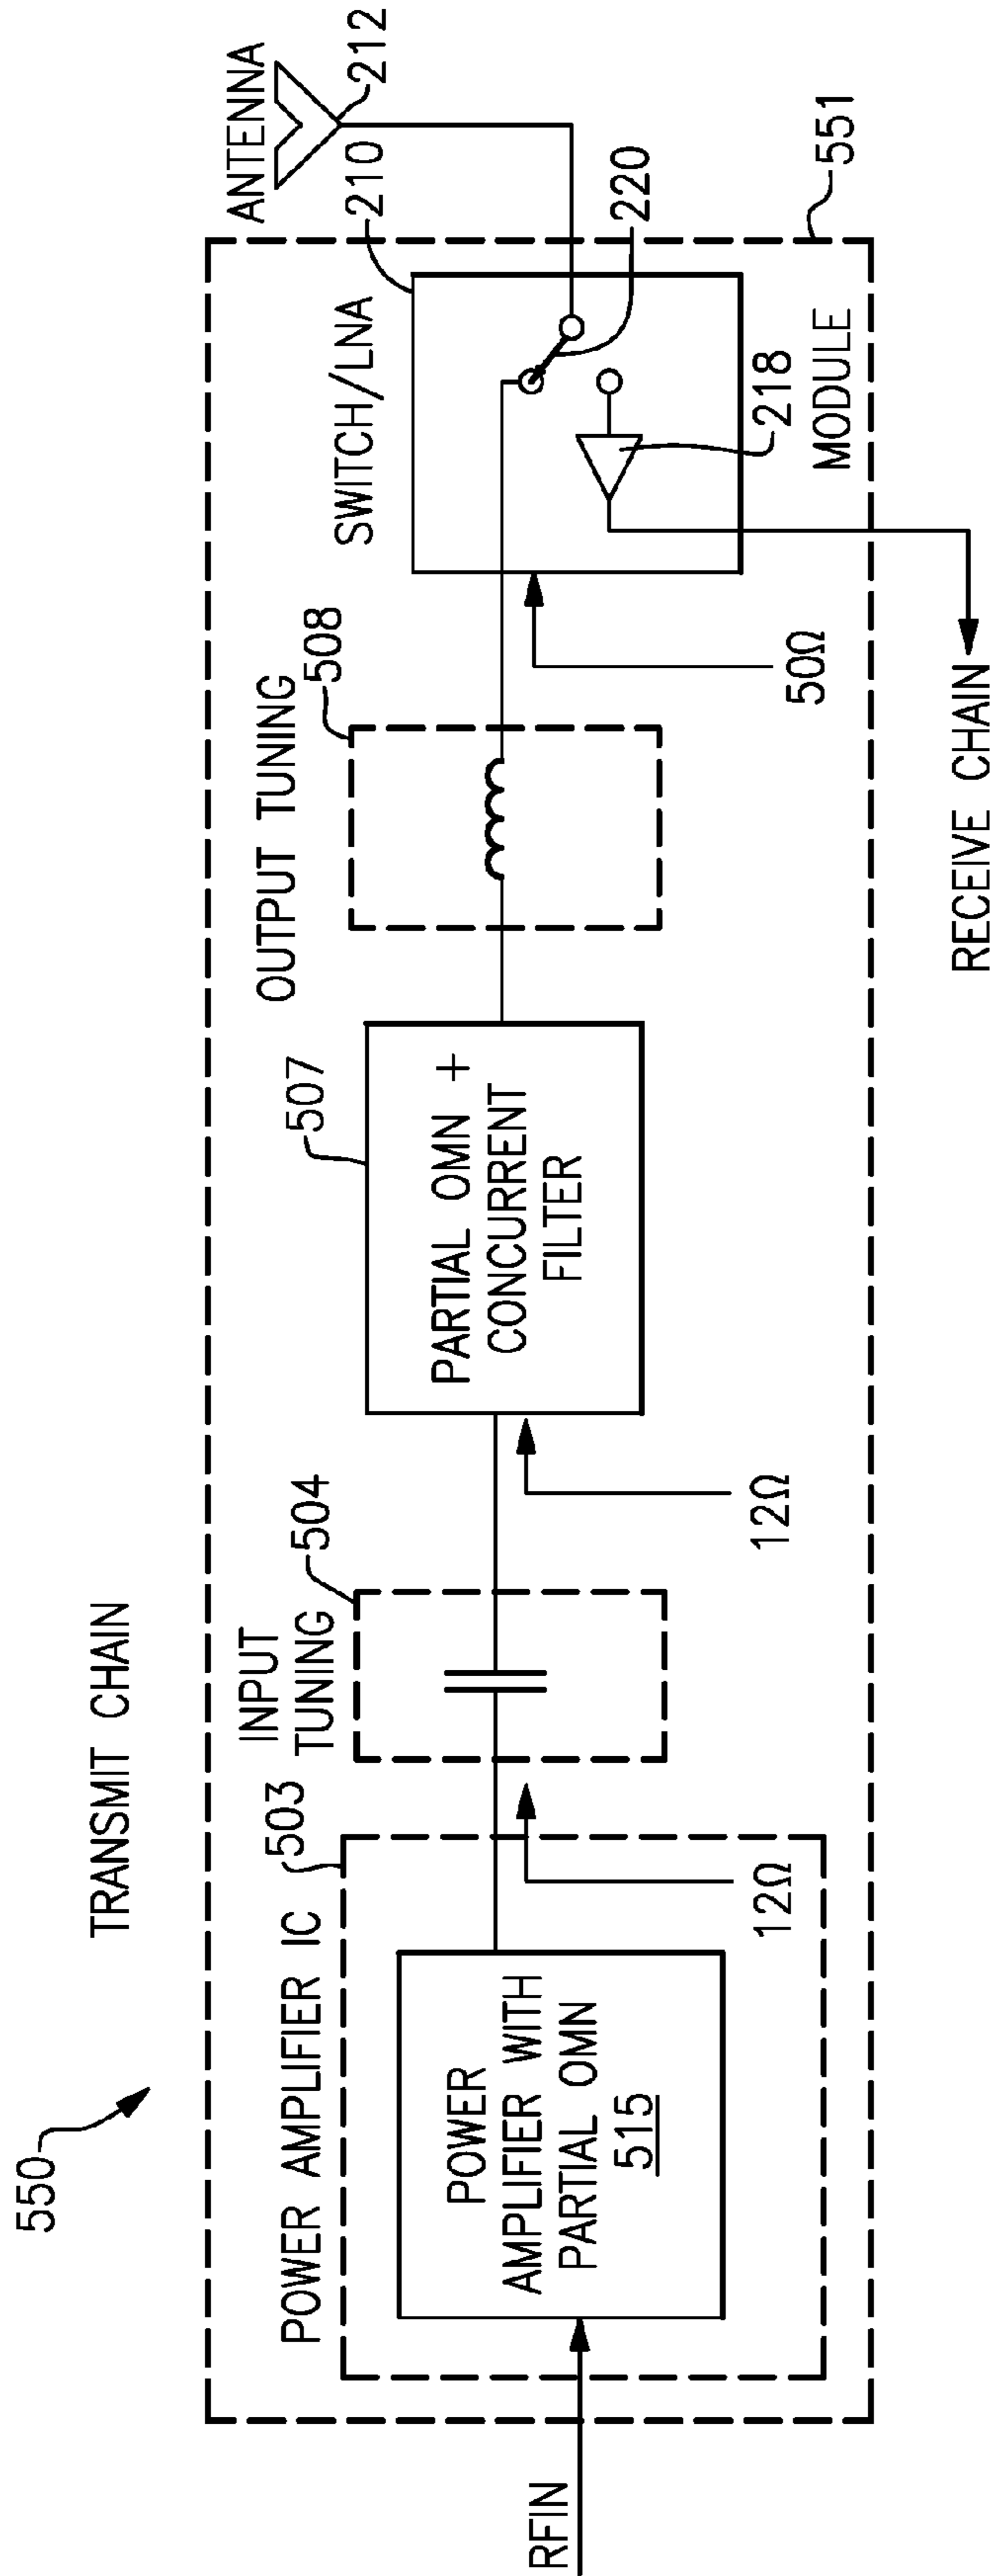 550
TRANSMIT CHAIN
POWER AMPLIFIER IC
503
POWER
AMPLIFIER WITH
PARTIAL OMN
515
RFIN
12Ω
INPUT
TUNING
504
12Ω
507
PARTIAL OMN +
CONCURRENT
FILTER
OUTPUT TUNING
508
50Ω
SWITCH/LNA
210
ANTENNA
212
220
218
MODULE
551
RECEIVE CHAIN